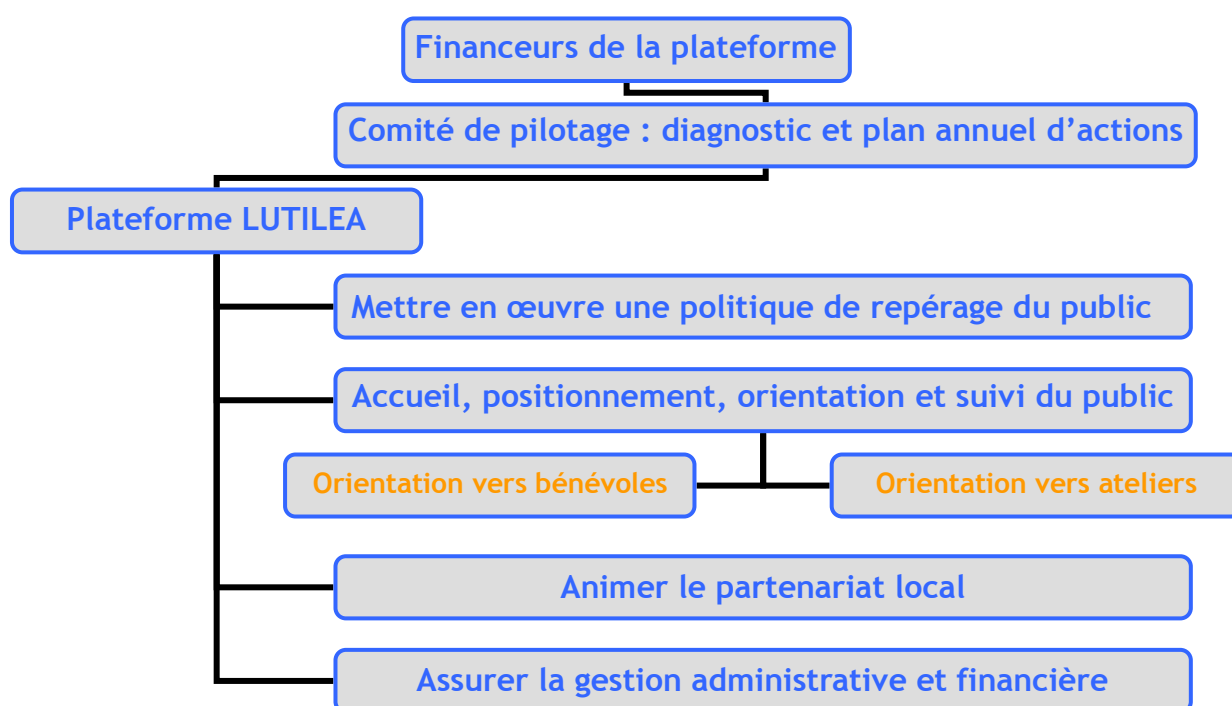 Financeurs de la plateforme
Comité de pilotage : diagnostic et plan annuel d’actions
Plateforme LUTILEA
Mettre en œuvre une politique de repérage du public
Accueil, positionnement, orientation et suivi du public
Orientation vers bénévoles
Orientation vers ateliers
Animer le partenariat local
Assurer la gestion administrative et financière